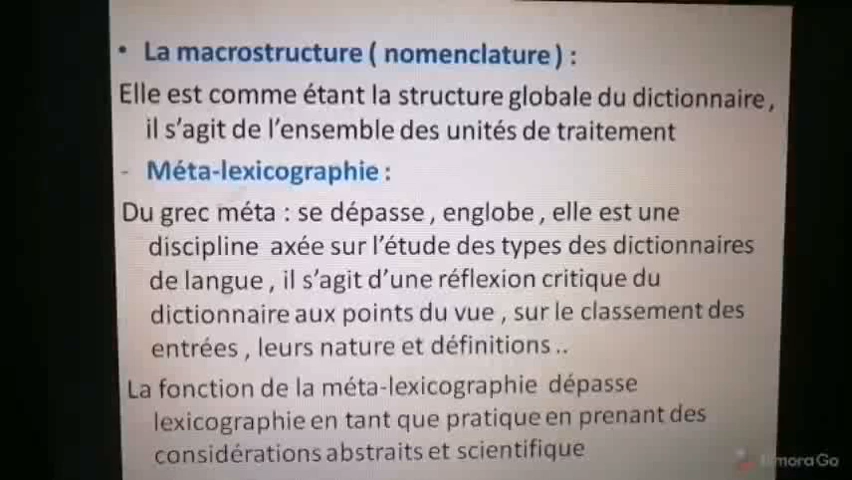 • La macrostructure ( nomenclature ) :
Elle est comme étant la structure globale du dictionnaire,
il s’agit de l’ensemble des unités de traitement
- Méta-lexicographie :
Du grec méta : se dépasse , englobe , elle est une
discipline axée sur l’étude des types des dictionnaires
de langue , il s’agit d’une réflexion critique du
dictionnaire aux points du vue , sur le classement des
entrées , leurs nature et définitions ..
La fonction de la méta-lexicographie dépasse
lexicographie en tant que pratique en prenant des
considérations abstraits et scientifique